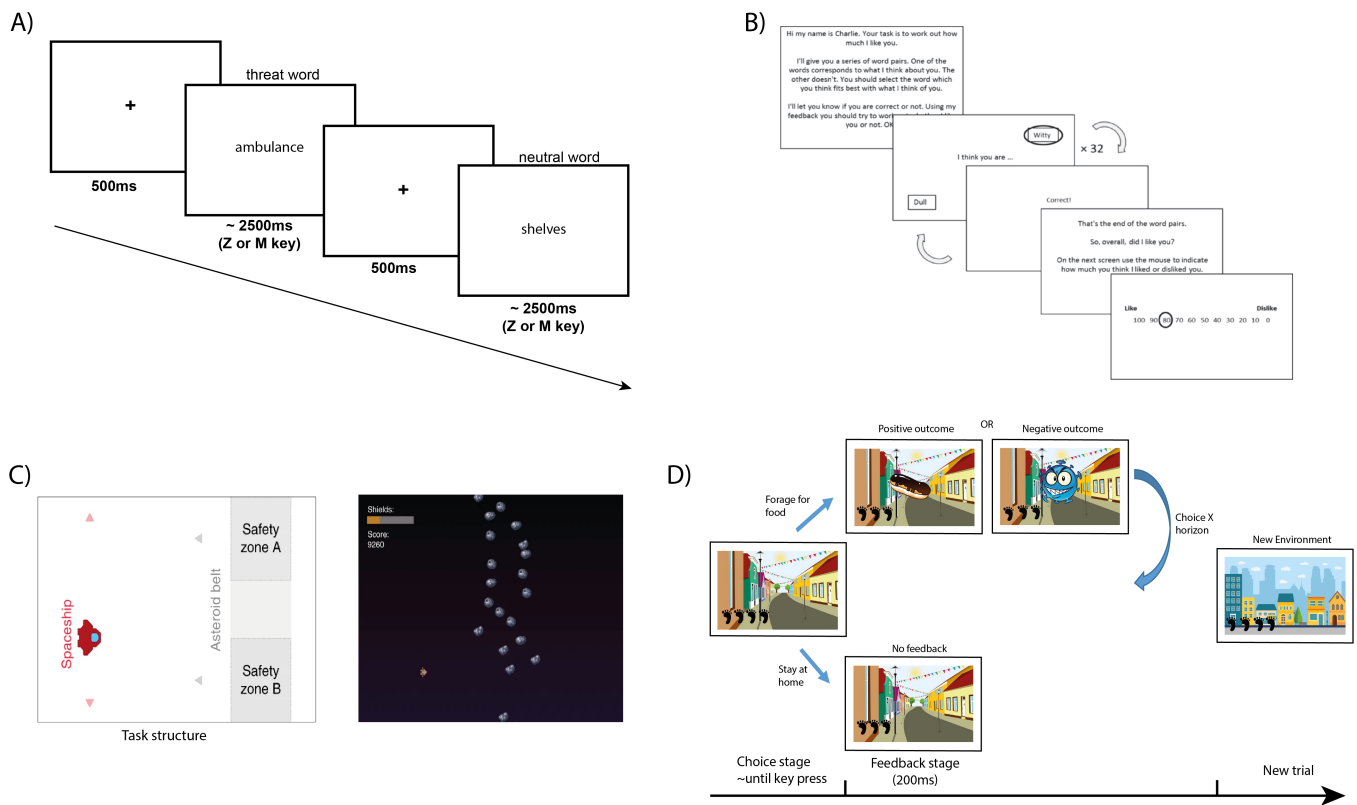 A)
+
500ms
threat word
ambulance
~ 2500ms
(Z or M key)
+
500ms
neutral word
shelves
~ 2500ms
(Z or M key)
B)
Hi my name is Charlie. Your task is to work out how
much I like you.
I'll give you a series of word pairs. One of the
words corresponds to what I think about you. The
other doesn't. You should select the word which
you think fits best with what I think of you.
I'll let you know if you are correct or not. Using my
feedback you should try to
you or not. OK
Witty
× 32
I think you are ...
Dull
Correct!
That's the end of the word pairs.
So, overall, did I like you?
On the next screen use the mouse to indicate
how much you think I liked or disliked you.
Like Dislike
100 90 80 70 60 50 40 30 20 10 0
C)
Spaceship
Asteroid belt
Safety
zone A
Safety
zone B
Task structure
Shields:
Score:
9260
D)
Positive outcome OR Negative outcome
Forage for
food
Choice X
horizon
New Environment
Stay at
home
No feedback
Choice stage
~until key press
Feedback stage
(200ms)
New trial